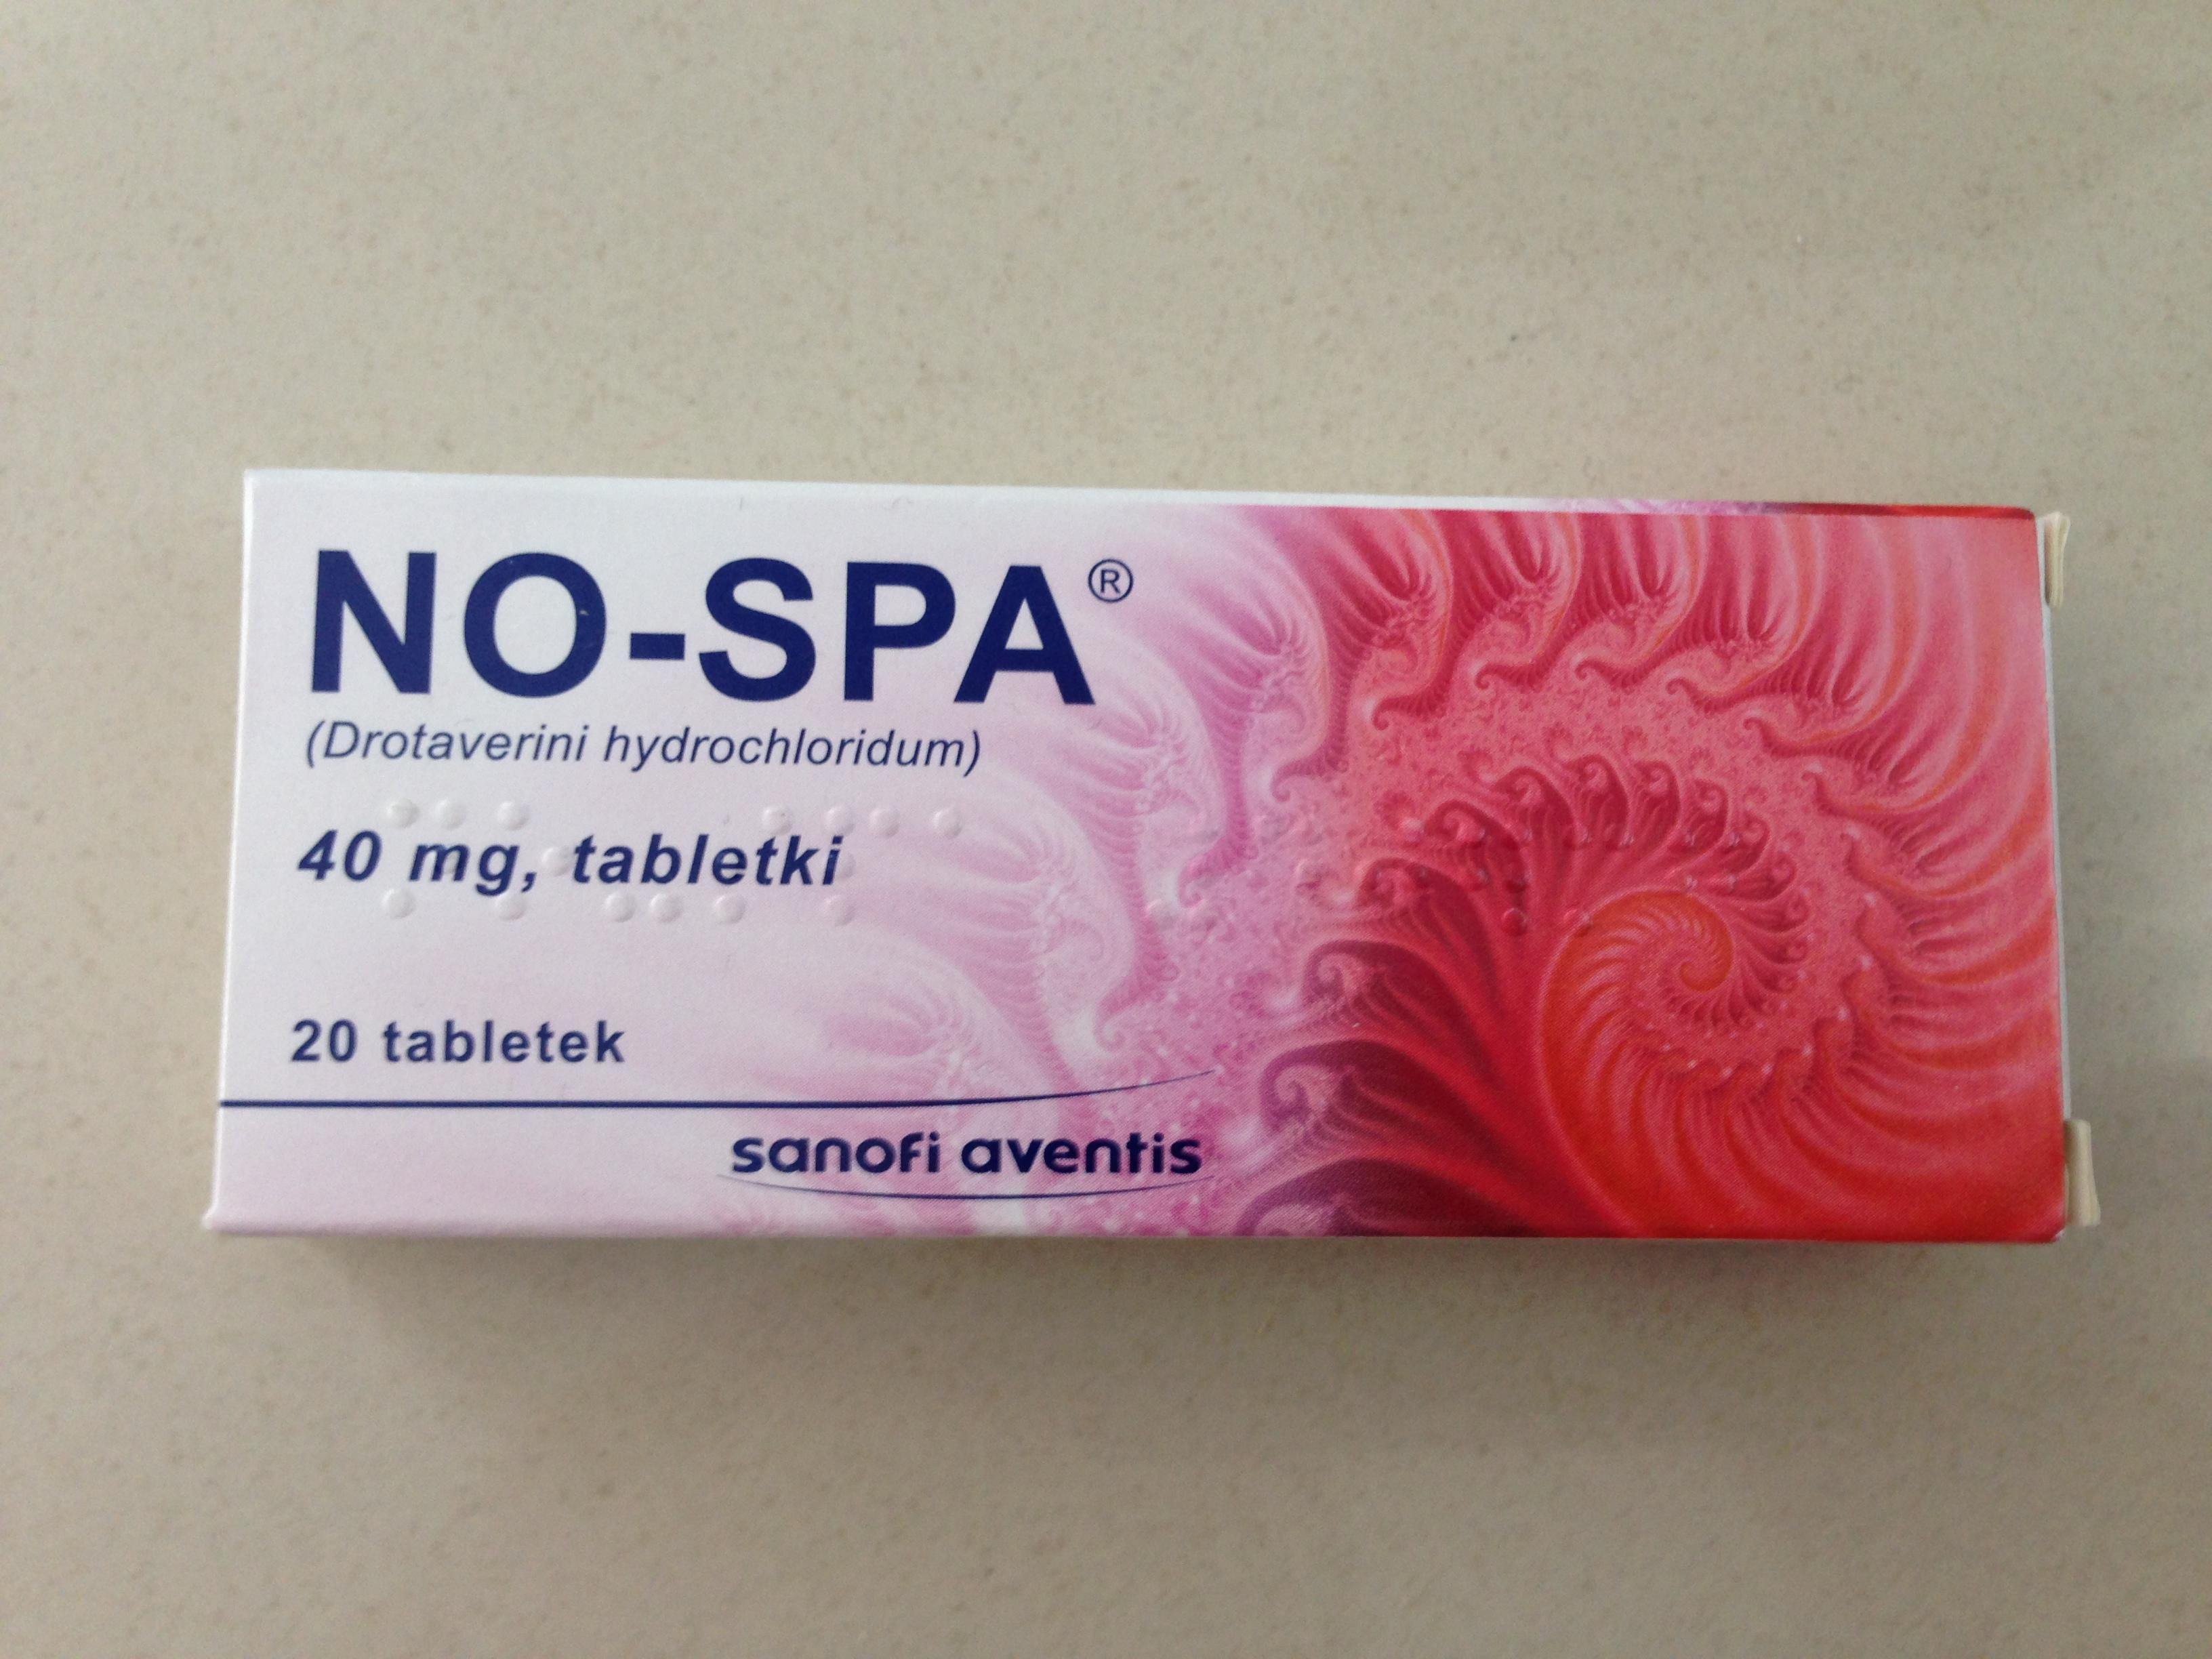 NO-SPA®
(Drotaverini hydrochloridum)
40 mg, tabletki
20 tabletek
sanofi aventis